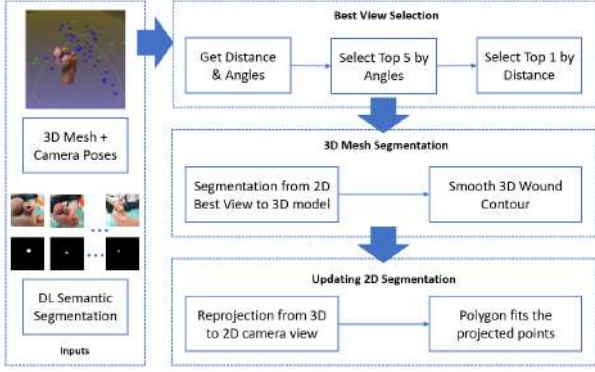 3D Mesh +
Camera Poses
DL Semantic
Segmentation
Inputs
Best View Selection
Get Distance
& Angles
Select Top 5 by
Angles
Select Top 1 by
Distance
3D Mesh Segmentation
Segmentation from 2D
Best View to 3D model
Smooth 3D Wound
Contour
Updating 2D Segmentation
Reprojection from 3D
to 2D camera view
Polygon fits the
projected points